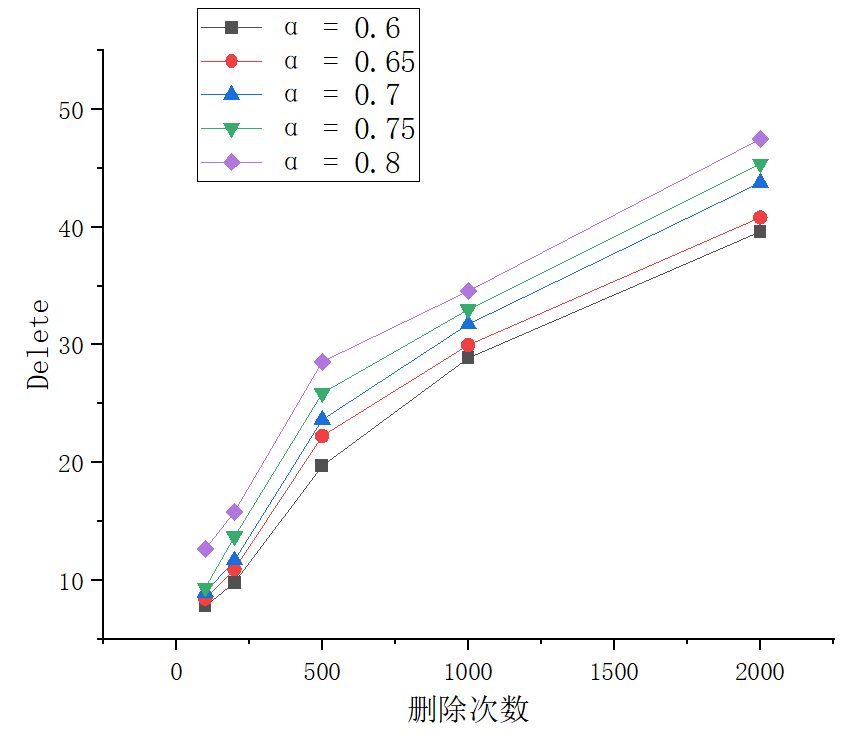 α = 0.6
α = 0.65
α = 0.7
α = 0.75
α = 0.8
50
40
30
20
10
Delete
0 500 1000 1500 2000
删除次数